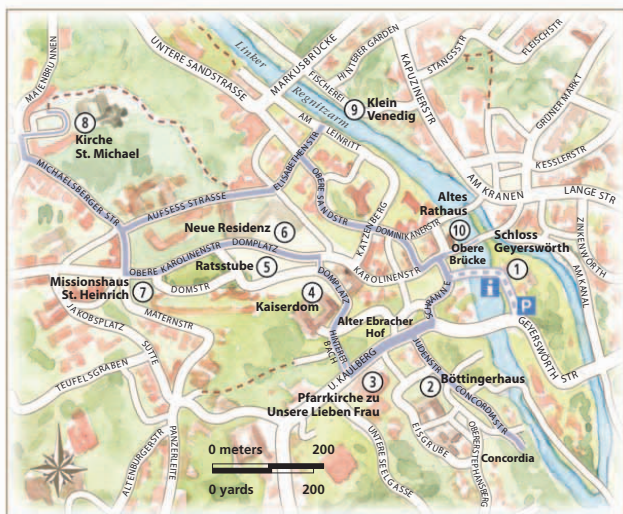 MAIENBRUNNEN
UNTERE SANDSTRASSE
Linker
Regnitzarm
MARKUSBRÜCKE
FISCHEREI
HINTERER GARDEN
KAPUZINERSTR
STANGSSTR
FLEISCHSTR
GRÜNER MARKT
KESSLERSTR
8
Kirche
St. Michael
9
Klein
Venedig
AM LEINRITT
AM KRANEN
LANGE STR
MICHAELSBERGER STR
AUFSESS STRASSE
ELISABETHENSTR
OBERE SANDSTR
DOMINIKANERSTR
KATZENBERG
Altes
Rathaus
10
Obere
Brücke
Schloss
Geyerswörth
1
ZINKENWÖRTH
AM KANAL
Neue Residenz
6
OBERE KAROLINENSTR
DOMPLATZ
Ratsstube
5
KAROLINENSTR
DOMSTR
DOMPLATZ
4
Kaiserdom
Missionshaus
St. Heinrich
7
MATERNSTR
JAKOBSPLATZ
SUTTE
Alter Ebracher
Hof
HINTERER
BACH
i
P
GEYERSWÖRTH STR
TEUFELSGRABEN
U. KAULBERG
3
Pfarrkirche zu
Unsere Lieben Frau
JUDENSTR
2
Böttingerhaus
CONCORDIASTR
EISGRUBE
OBERERSTEPHANSBERG
Concordia
UNTERE SEELGASSE
ALTENBURGERSTR
PANZERLEITE
0 meters 200
0 yards 200